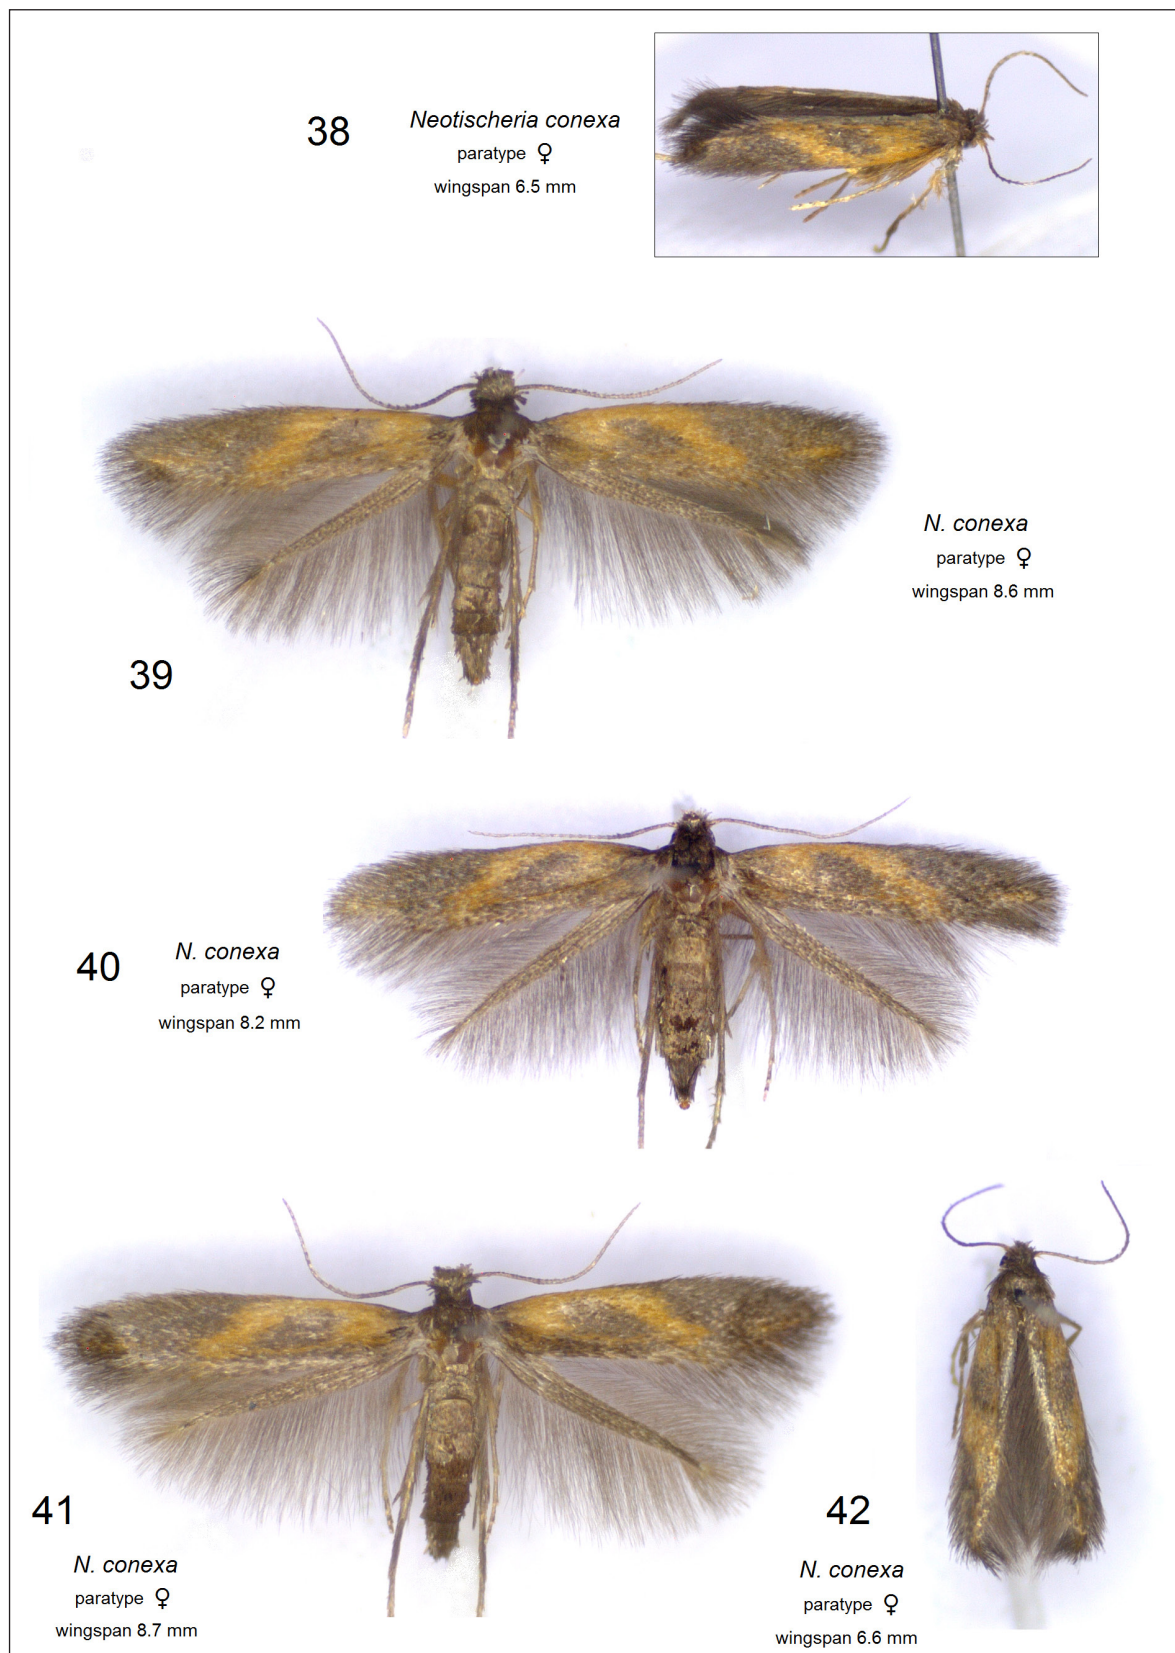 38
Neotischeria conexa
paratype ♀
wingspan 6.5 mm
N. conexa
paratype ♀
wingspan 8.6 mm
39
40
N. conexa
paratype ♀
wingspan 8.2 mm
41
N. conexa
paratype ♀
wingspan 8.7 mm
42
N. conexa
paratype ♀
wingspan 6.6 mm